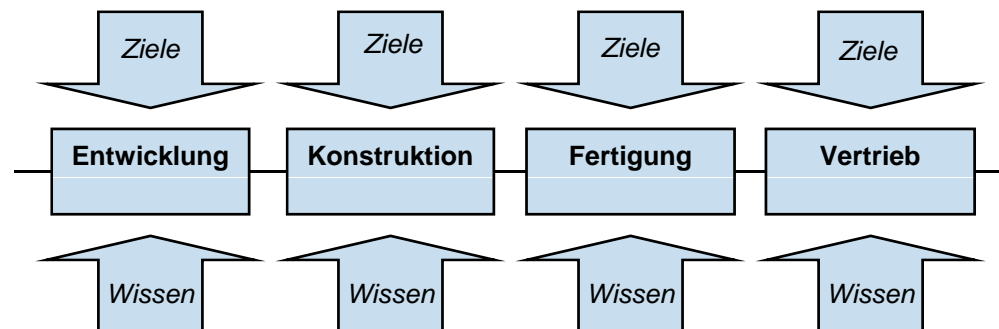 Ziele Ziele Ziele Ziele
Entwicklung Konstruktion Fertigung Vertrieb
Wissen Wissen Wissen Wissen